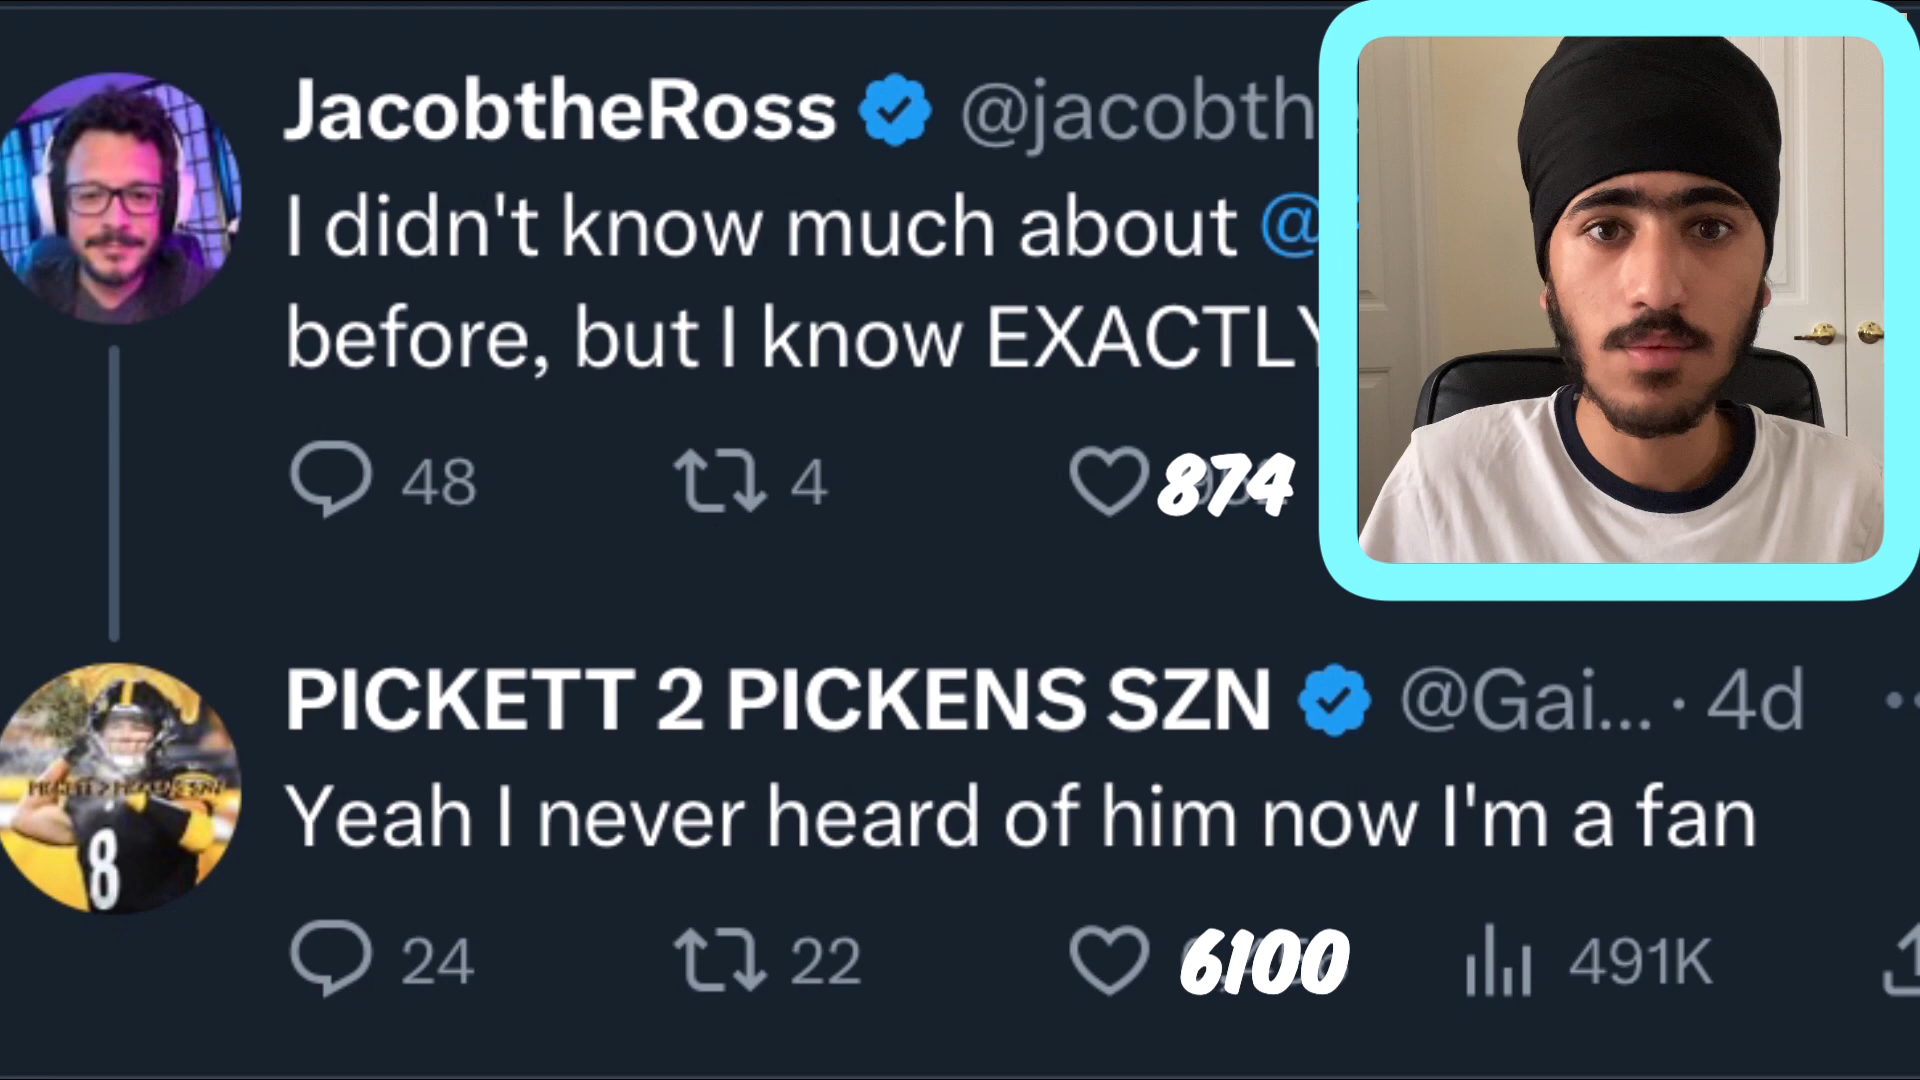 JacobtheRoss @jacobth
I didn't know much about @
before, but I know EXACTLY
48 4 874
PICKETT 2 PICKENS SZN @Gai... · 4d
Yeah I never heard of him now I'm a fan
8
24 22 6100 491K